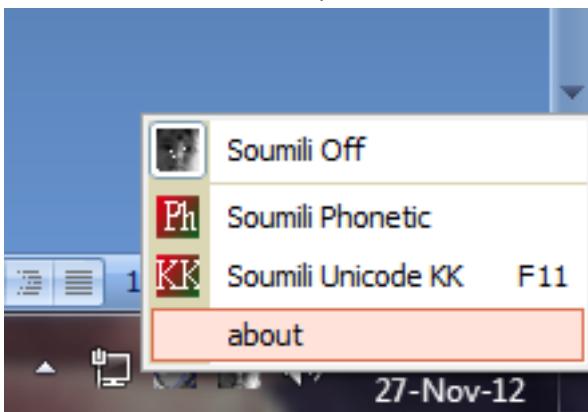 Soumili Off
Ph Soumili Phonetic
1 KK Soumili Unicode KK F11
about
27-Nov-12